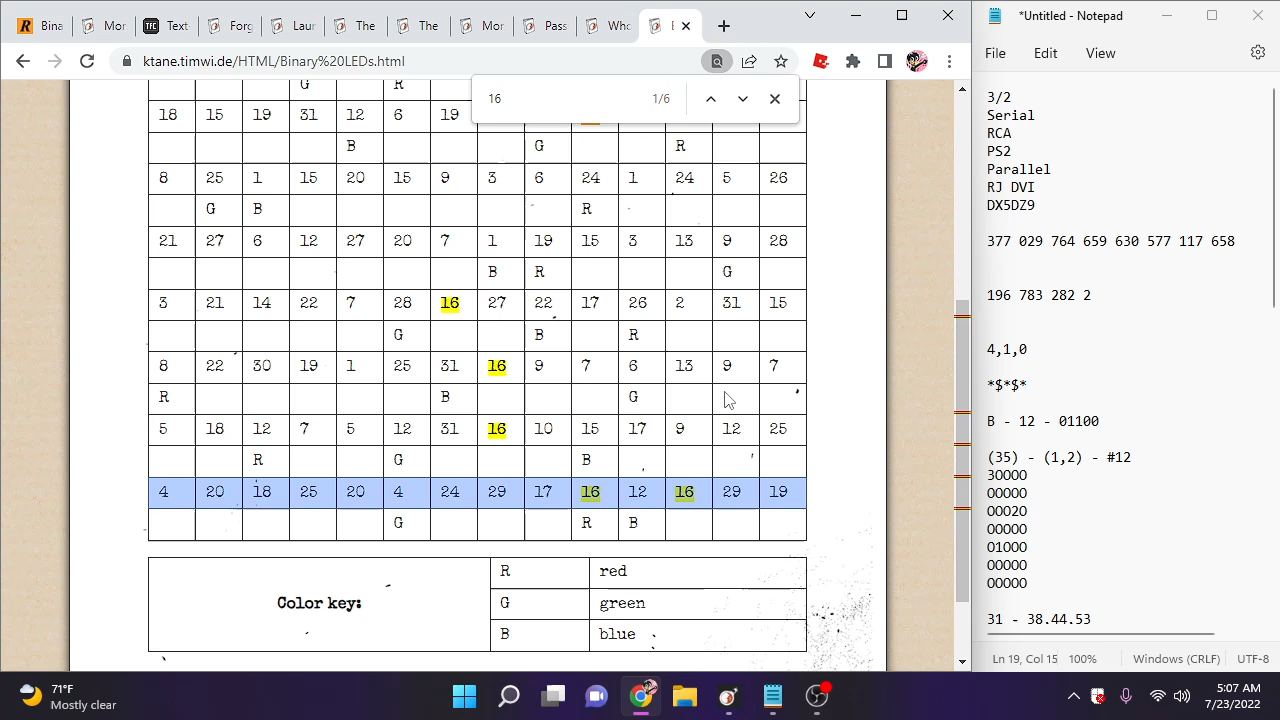 Bina
Mor
Text
Forg
Cur
The
The
Mor
Who
ktane.timwi.de/HTML/Binary%20LEDs.html
16 1/6
G R
18 15 19 31 12 6 19
B G R
8 25 1 15 20 15 9 3 6 24 1 24 5 26
G B R
21 27 6 12 27 20 7 1 19 15 3 13 9 28
B R G
3 21 14 22 7 28 16 27 22 17 26 2 31 15
G B R
8 22 30 19 1 25 31 16 9 7 6 13 9 7
R B G
5 18 12 7 5 12 31 16 10 15 17 9 12 25
R G B
4 20 18 25 20 4 24 29 17 16 12 16 29 19
G R B
Color key:
R red
G green
B blue
*Untitled - Notepad
File Edit View
3/2
Serial
RCA
PS2
Parallel
RJ DVI
DX5DZ9
377 029 764 659 630 577 117 658
196 783 282 2
4,1,0
*$*$*
B - 12 - 01100
(35) - (1,2) - #12
30000
00000
00020
00000
01000
00000
00000
31 - 38.44.53
Ln 19, Col 15 100% Windows (CRLF) UTF-8
71°F
Mostly clear
5:07 AM
7/23/2022